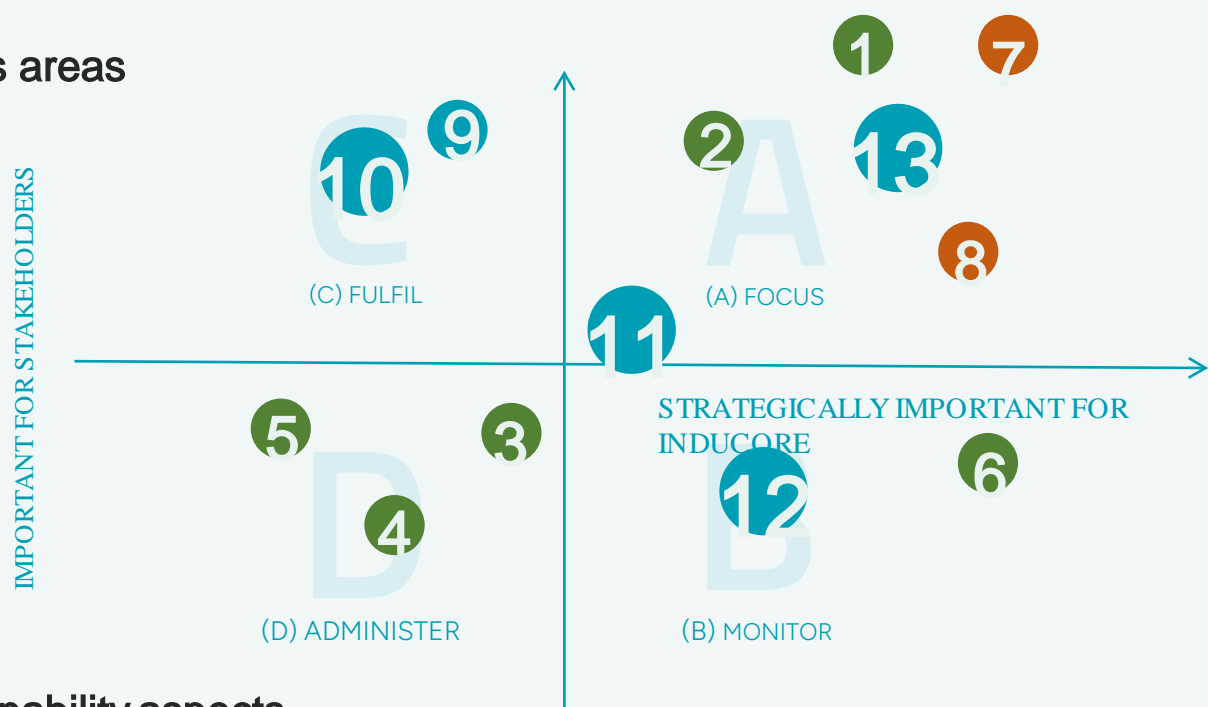 s areas
1
7
9
2
13
10
C
A
8
(C) FULFIL
(A) FOCUS
IMPORTANT FOR STAKEHOLDERS
11
STRATEGICALLY IMPORTANT FOR
INDUCORE
5
3
6
12
4
D
B
(D) ADMINISTER
(B) MONITOR